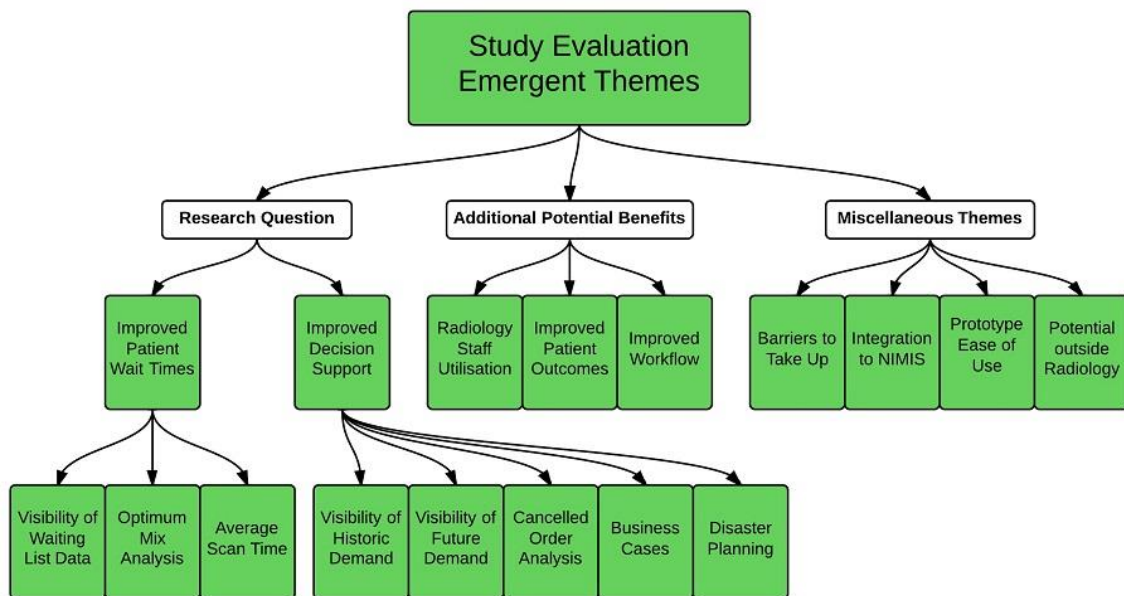 Study Evaluation
Emergent Themes
Research Question
Additional Potential Benefits
Miscellaneous Themes
Improved
Patient
Wait Times
Improved
Decision
Support
Radiology
Staff
Utilisation
Improved
Patient
Outcomes
Improved
Workflow
Barriers to
Take Up
Integration
to NIMIS
Prototype
Ease of
Use
Potential
outside
Radiology
Visibility of
Waiting
List Data
Optimum
Mix
Analysis
Average
Scan Time
Visibility of
Historic
Demand
Visibility of
Future
Demand
Cancelled
Order
Analysis
Business
Cases
Disaster
Planning